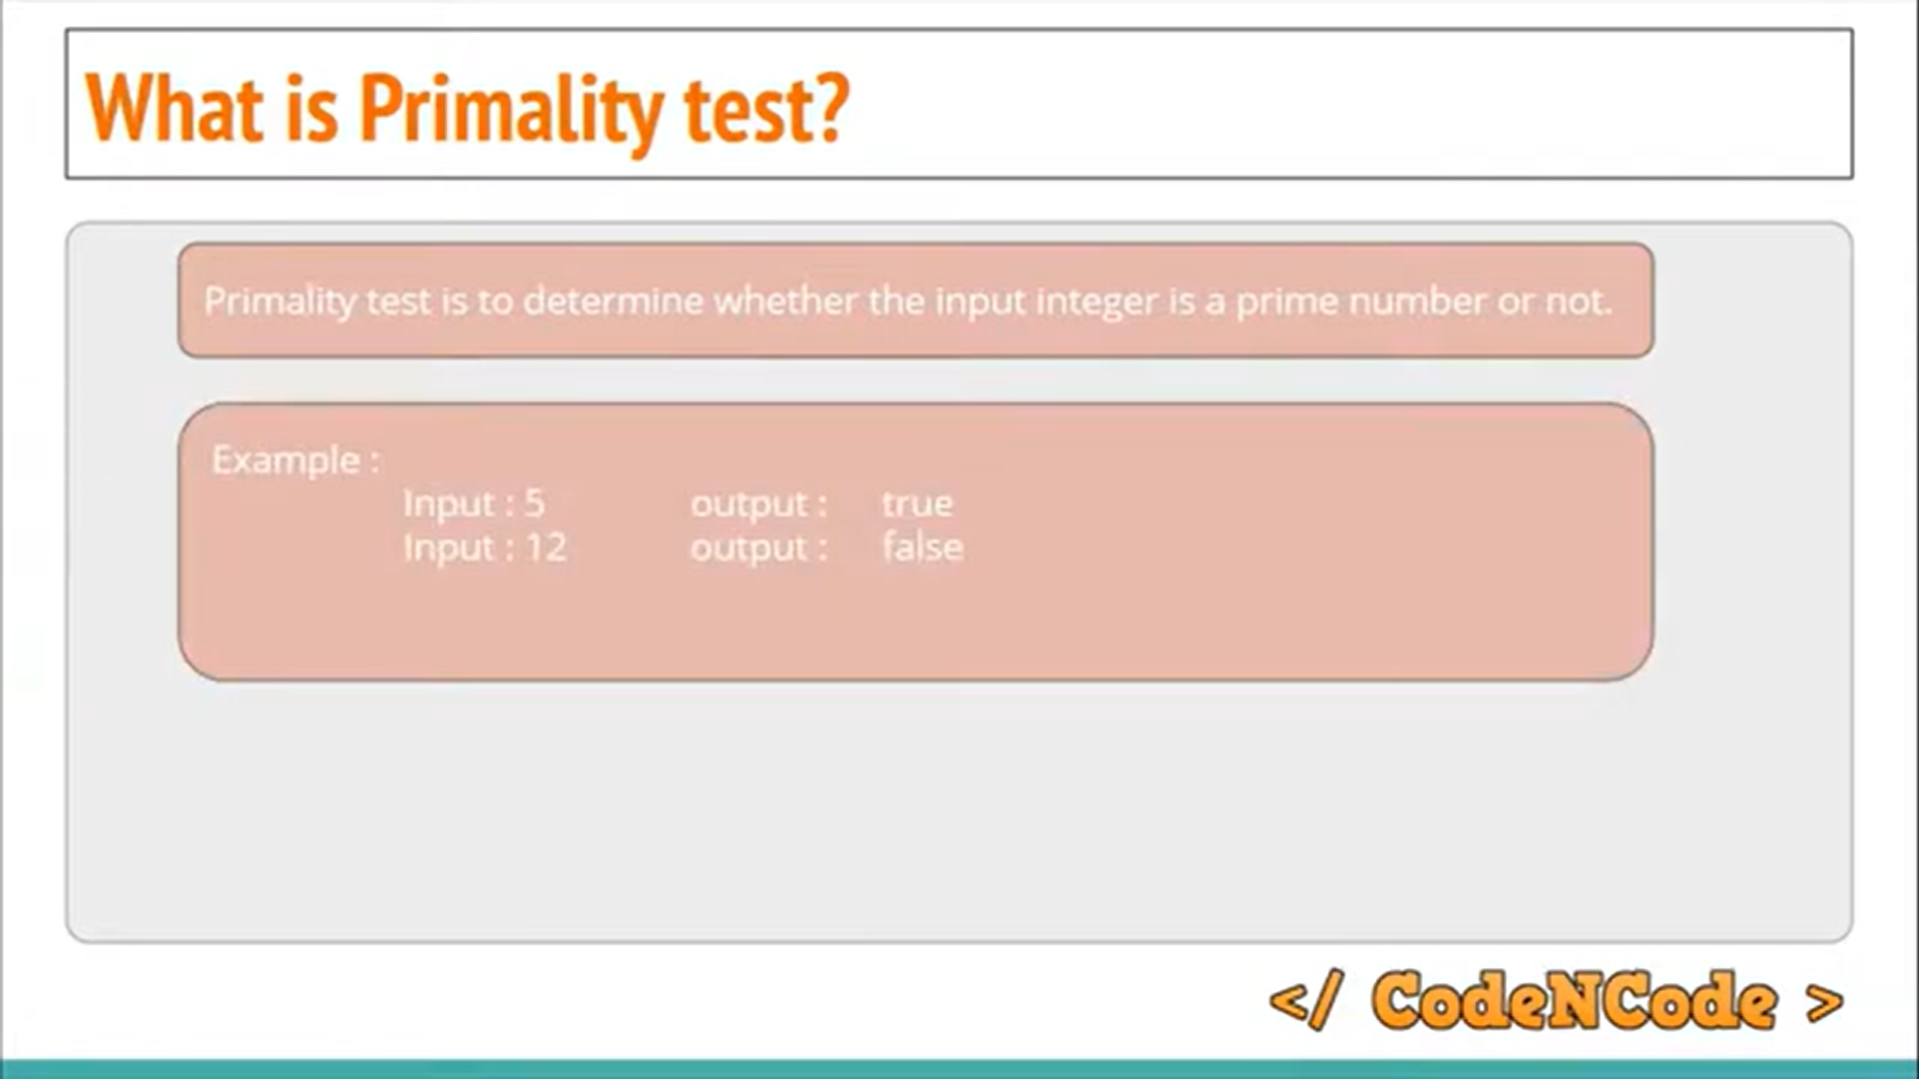 What is Primality test?
Primality test is to determine whether the input integer is a prime number or not.
Example :
Input : 5 output : true
Input : 12 output : false
</ CodeNCode >